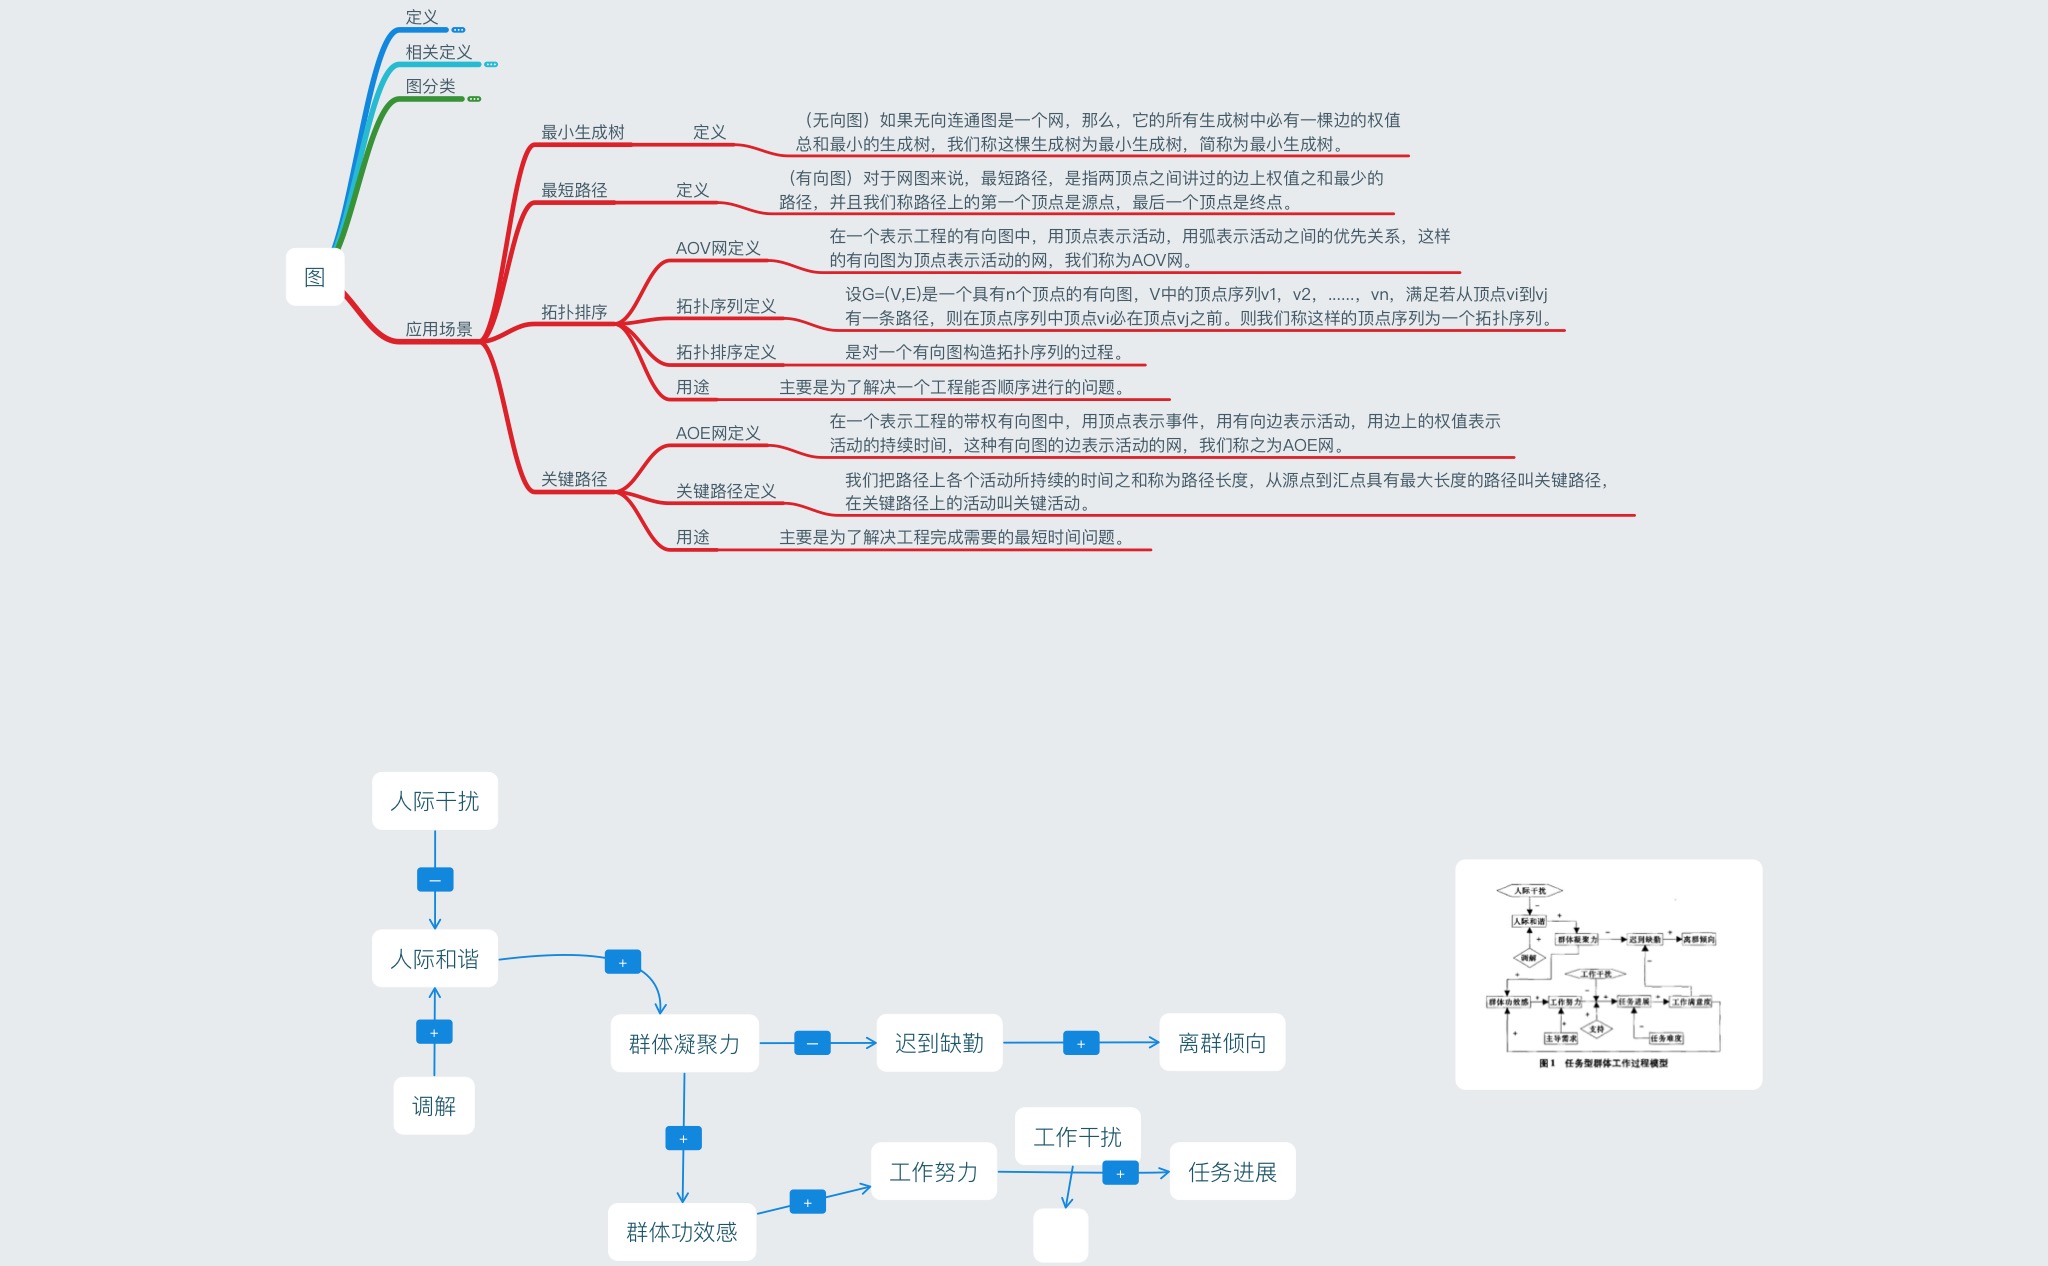 定义
相关定义
图分类
图
应用场景
最小生成树
定义
（无向图）如果无向连通图是一个网，那么，它的所有生成树中必有一棵边的权值
总和最小的生成树，我们称这棵生成树为最小生成树，简称为最小生成树。
最短路径
定义
（有向图）对于网图来说，最短路径，是指两顶点之间讲过的边上权值之和最少的
路径，并且我们称路径上的第一个顶点是源点，最后一个顶点是终点。
拓扑排序
AOV网定义
在一个表示工程的有向图中，用顶点表示活动，用弧表示活动之间的优先关系，这样
的有向图为顶点表示活动的网，我们称为AOV网。
拓扑序列定义
设G=(V,E)是一个具有n个顶点的有向图，V中的顶点序列v1，v2，......，vn，满足若从顶点vi到vj
有一条路径，则在顶点序列中顶点vi必在顶点vj之前。则我们称这样的顶点序列为一个拓扑序列。
拓扑排序定义
是对一个有向图构造拓扑序列的过程。
用途
主要是为了解决一个工程能否顺序进行的问题。
关键路径
AOE网定义
在一个表示工程的带权有向图中，用顶点表示事件，用有向边表示活动，用边上的权值表示
活动的持续时间，这种有向图的边表示活动的网，我们称之为AOE网。
关键路径定义
我们把路径上各个活动所持续的时间之和称为路径长度，从源点到汇点具有最大长度的路径叫关键路径，
在关键路径上的活动叫关键活动。
用途
主要是为了解决工程完成需要的最短时间问题。
人际干扰
—
人际和谐
+
+
调解
群体凝聚力
—
迟到缺勤
+
离群倾向
+
群体功效感
+
工作努力
工作干扰
+
任务进展
人际干扰
−
人际和谐
+
+
调解
群体凝聚力
−
迟到缺勤
+
离群倾向
−
+
工作干扰
−
群体功效感
+
工作努力
+
任务进展
+
工作满意度
+
+
主导需求
+
支持
−
任务难度
图1 任务型群体工作过程模型